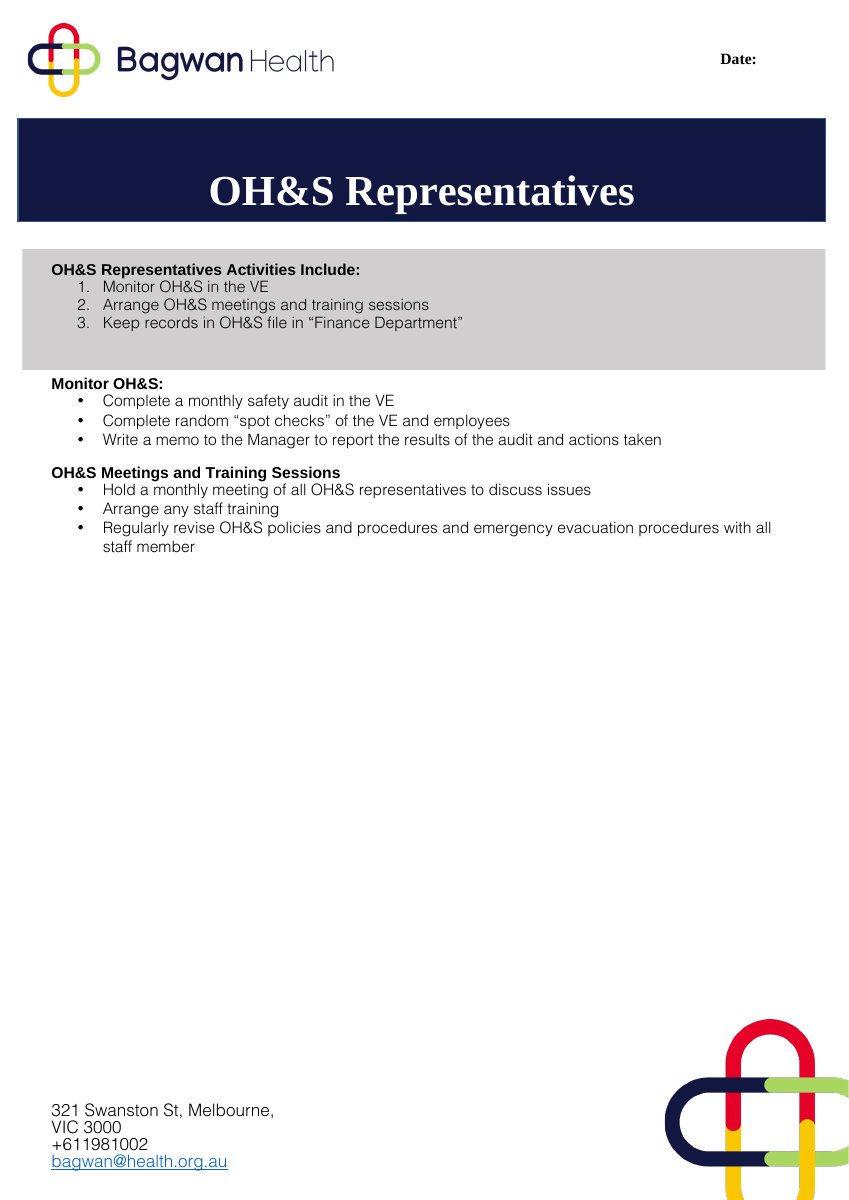 Bagwan Health
Date:
OH&S Representatives
OH&S Representatives Activities Include:
1. Monitor OH&S in the VE
2. Arrange OH&S meetings and training sessions
3. Keep records in OH&S file in “Finance Department”
Monitor OH&S:
• Complete a monthly safety audit in the VE
• Complete random “spot checks” of the VE and employees
• Write a memo to the Manager to report the results of the audit and actions taken
OH&S Meetings and Training Sessions
• Hold a monthly meeting of all OH&S representatives to discuss issues
• Arrange any staff training
• Regularly revise OH&S policies and procedures and emergency evacuation procedures with all
staff member
321 Swanston St, Melbourne,
VIC 3000
+611981002
bagwan@health.org.au